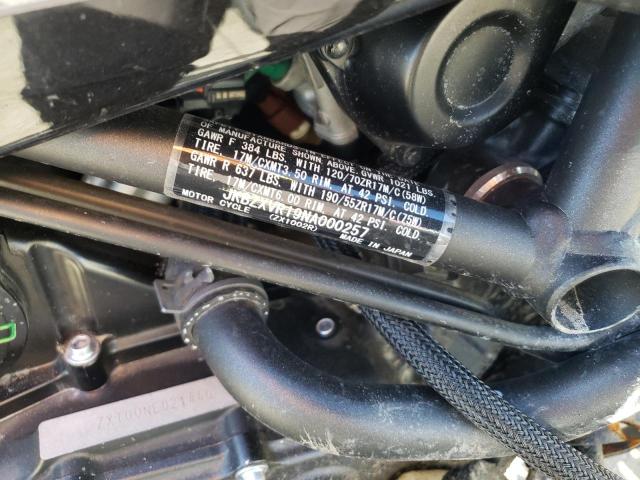 OF MANUFACTURE SHOWN ABOVE. GVWR 1021 LBS.
GAWR F 384 LBS. WITH 120/70ZR17M/C(58W)
TIRE, 17M/CXMT3.50 RIM, AT 42 PSI. COLD.
GAWR R 637 LBS. WITH 190/55ZR17M/C(75W)
TIRE, 17M/CXMT6.00 RIM, AT 42 PSI. COLD.
JKBZXVR19NA000257
MOTOR CYCLE (ZX1002R) MADE IN JAPAN